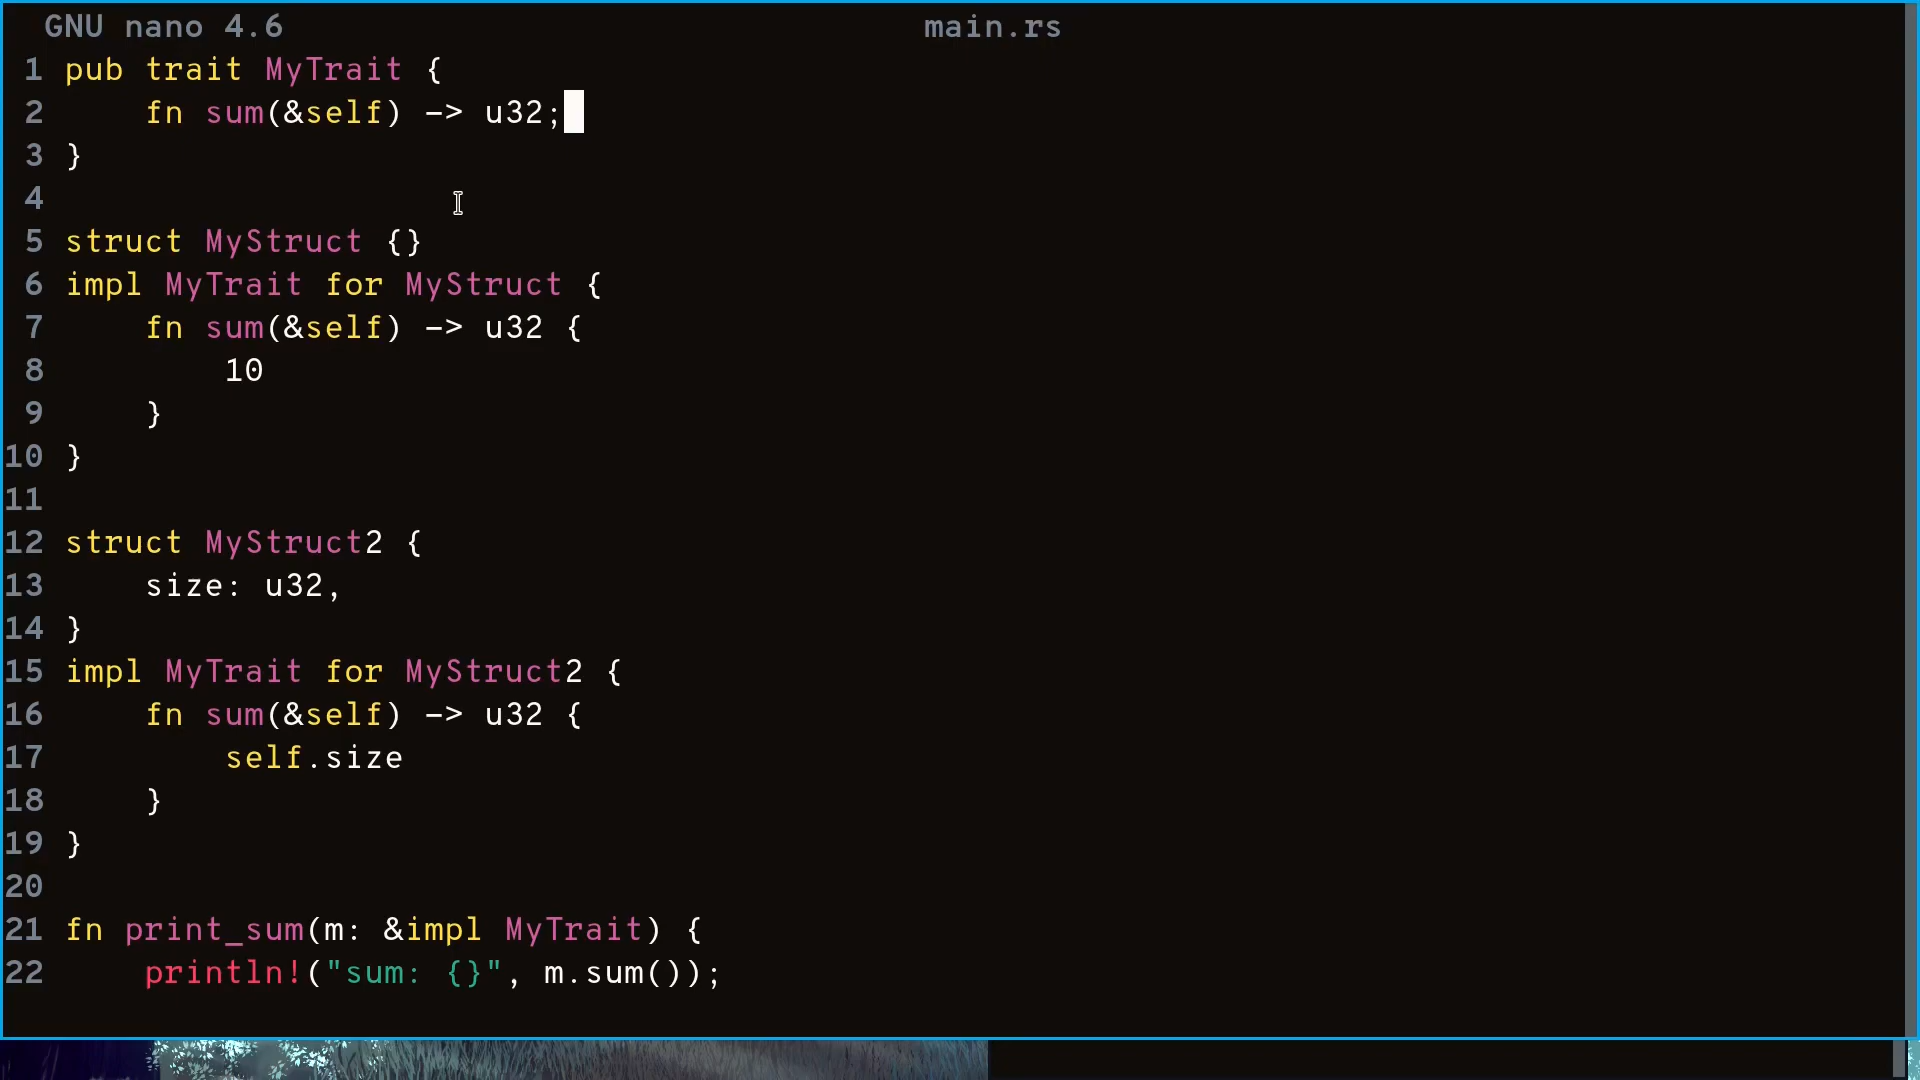 GNU nano 4.6 main.rs
1 pub trait MyTrait {
2     fn sum(&self) -> u32;
3 }
4
5 struct MyStruct {}
6 impl MyTrait for MyStruct {
7     fn sum(&self) -> u32 {
8         10
9     }
10 }
11
12 struct MyStruct2 {
13     size: u32,
14 }
15 impl MyTrait for MyStruct2 {
16     fn sum(&self) -> u32 {
17         self.size
18     }
19 }
20
21 fn print_sum(m: &impl MyTrait) {
22     println!("sum: {}", m.sum());